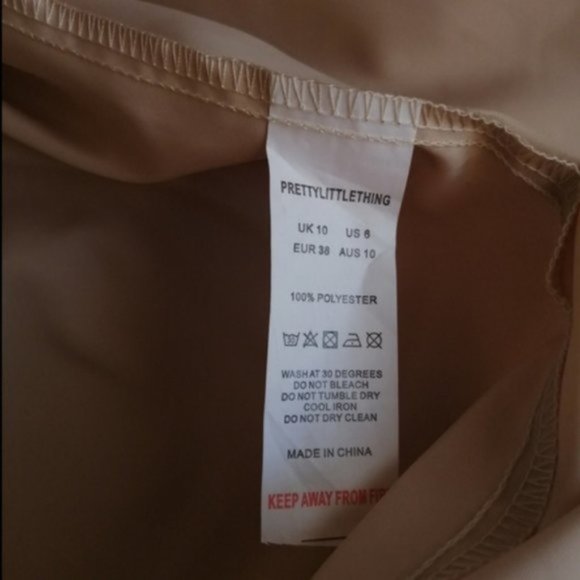 PRETTYLITTLETHING
UK 10 US 6
EUR 38 AUS 10
100% POLYESTER
30
WASH AT 30 DEGREES
DO NOT BLEACH
DO NOT TUMBLE DRY
COOL IRON
DO NOT DRY CLEAN
MADE IN CHINA
KEEP AWAY FROM